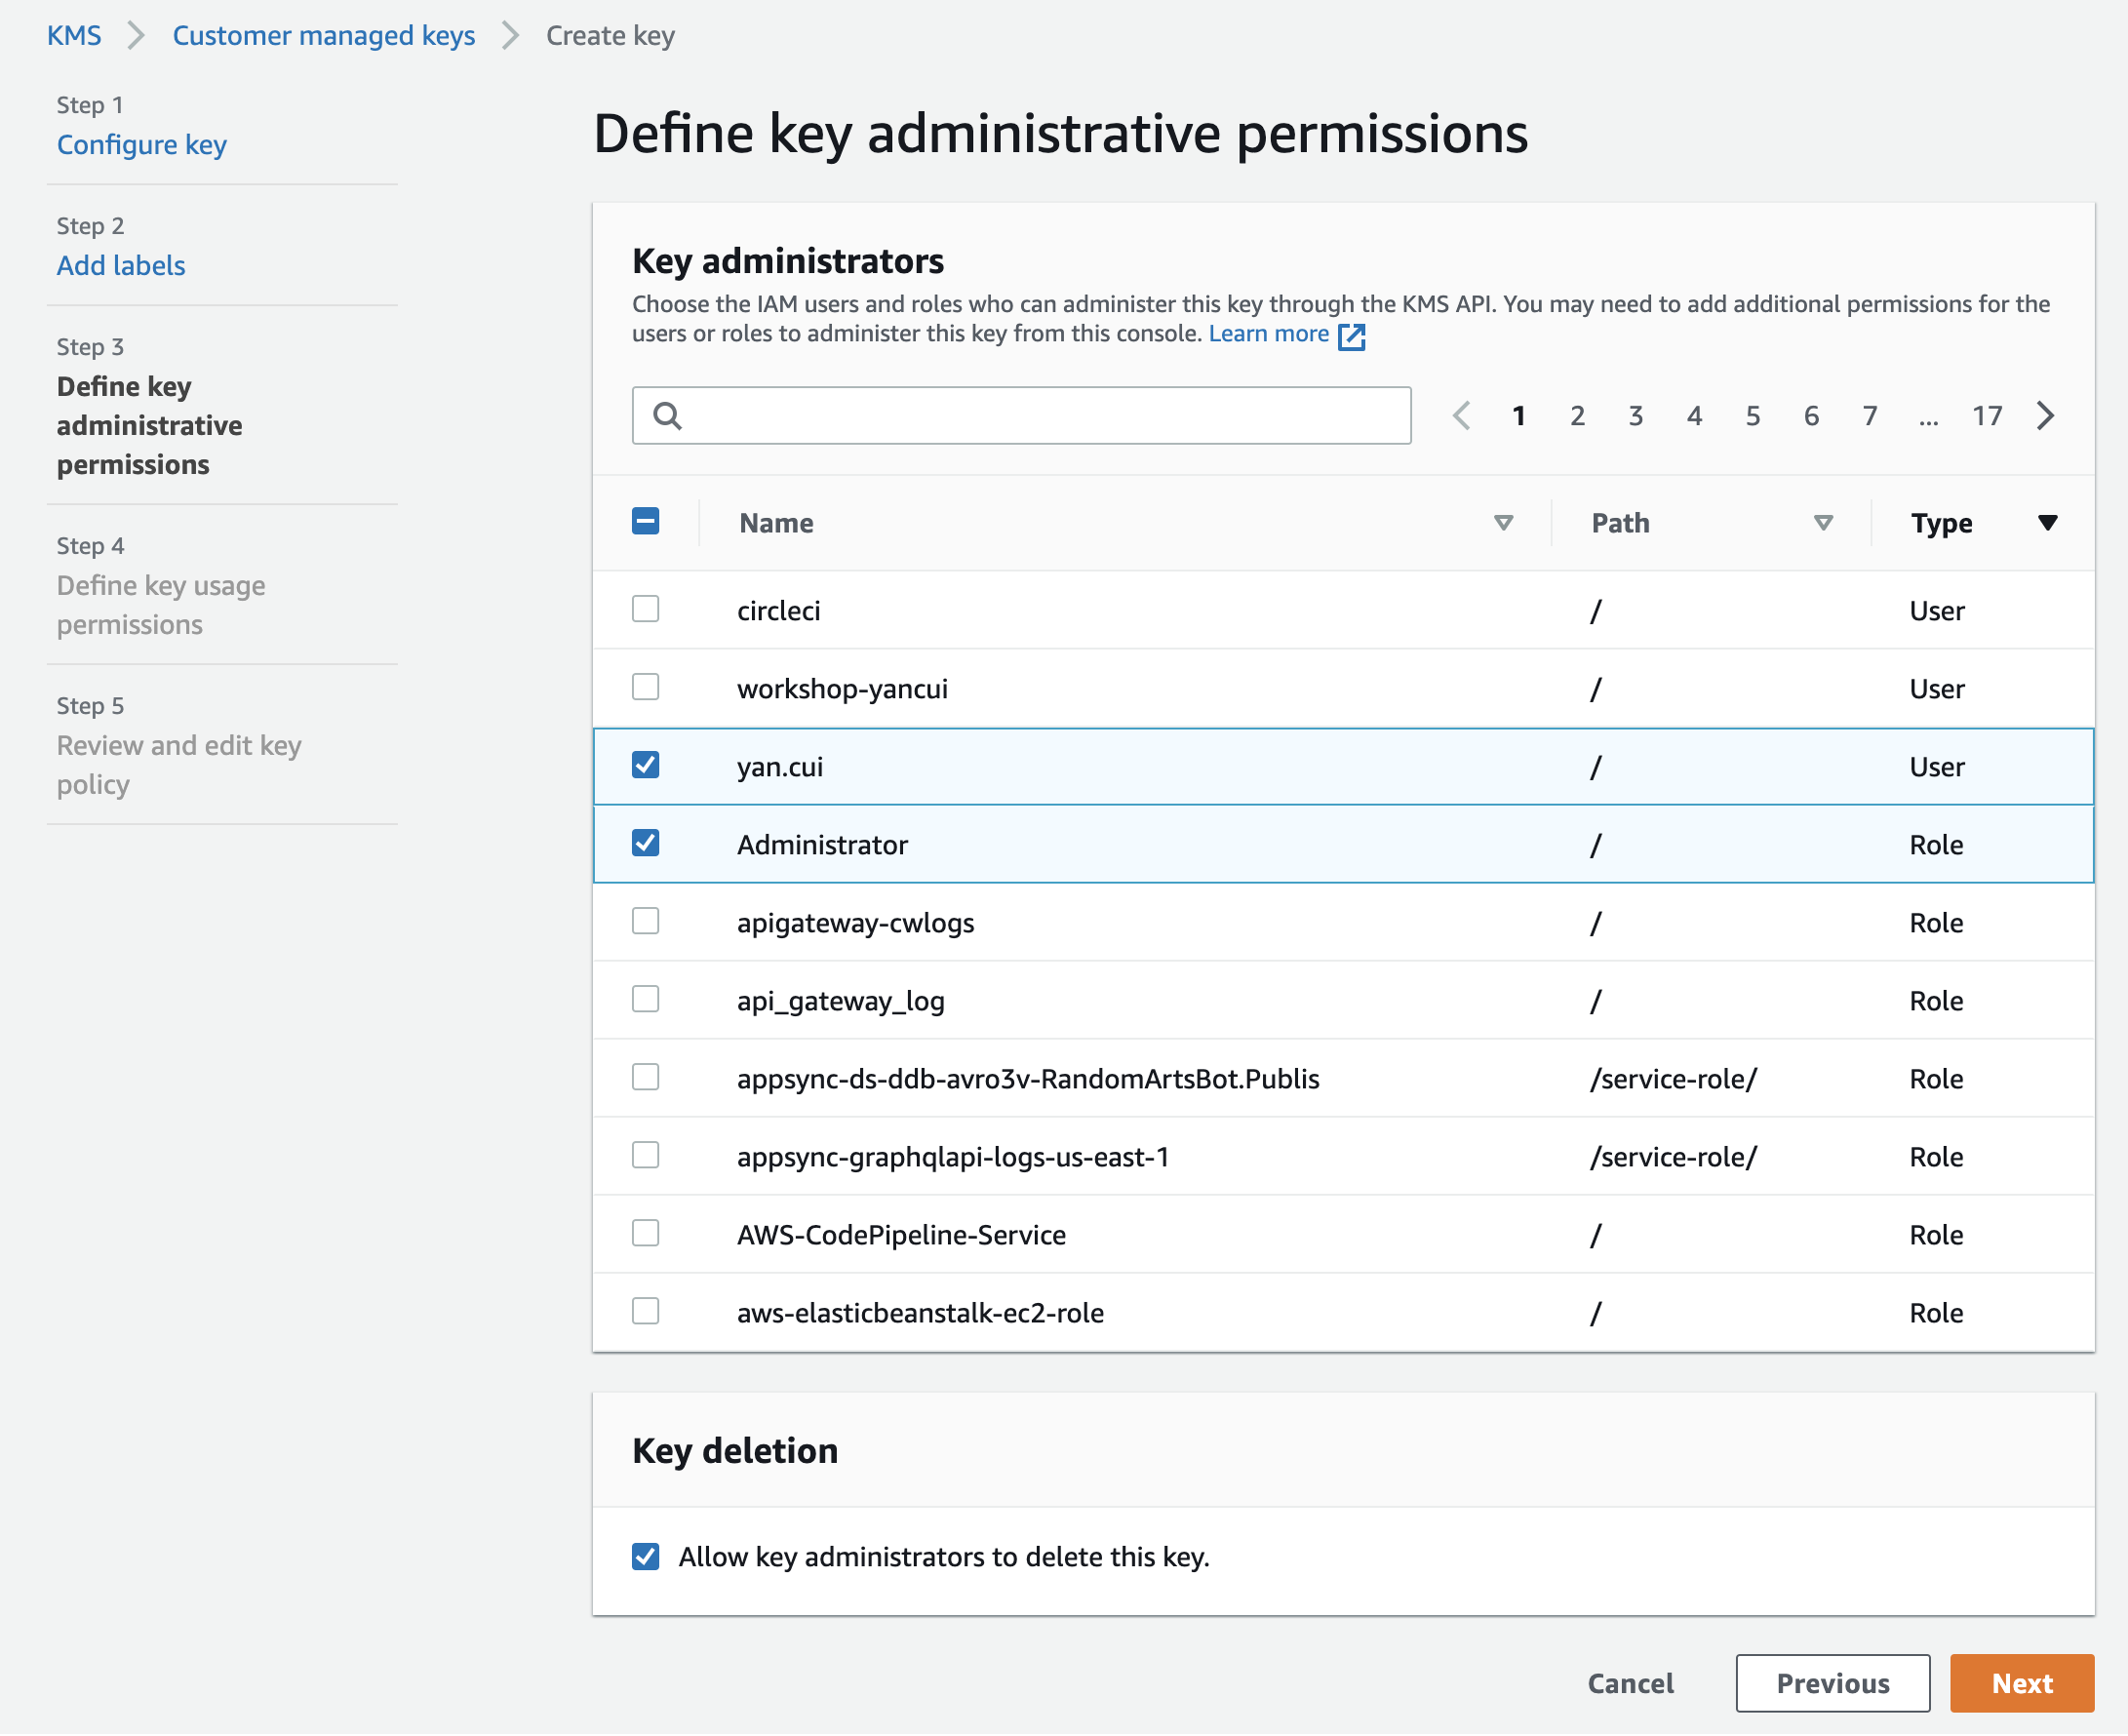 KMS > Customer managed keys > Create key
Step 1
Configure key
Step 2
Add labels
Step 3
Define key
administrative
permissions
Step 4
Define key usage
permissions
Step 5
Review and edit key
policy
Define key administrative permissions
Key administrators
Choose the IAM users and roles who can administer this key through the KMS API. You may need to add additional permissions for the
users or roles to administer this key from this console. Learn more
1 2 3 4 5 6 7 ... 17
Name Path Type
circleci / User
workshop-yancui / User
yan.cui / User
Administrator / Role
apigateway-cwlogs / Role
api_gateway_log / Role
appsync-ds-ddb-avro3v-RandomArtsBot.Publis /service-role/ Role
appsync-graphqlapi-logs-us-east-1 /service-role/ Role
AWS-CodePipeline-Service / Role
aws-elasticbeanstalk-ec2-role / Role
Key deletion
Allow key administrators to delete this key.
Cancel Previous Next